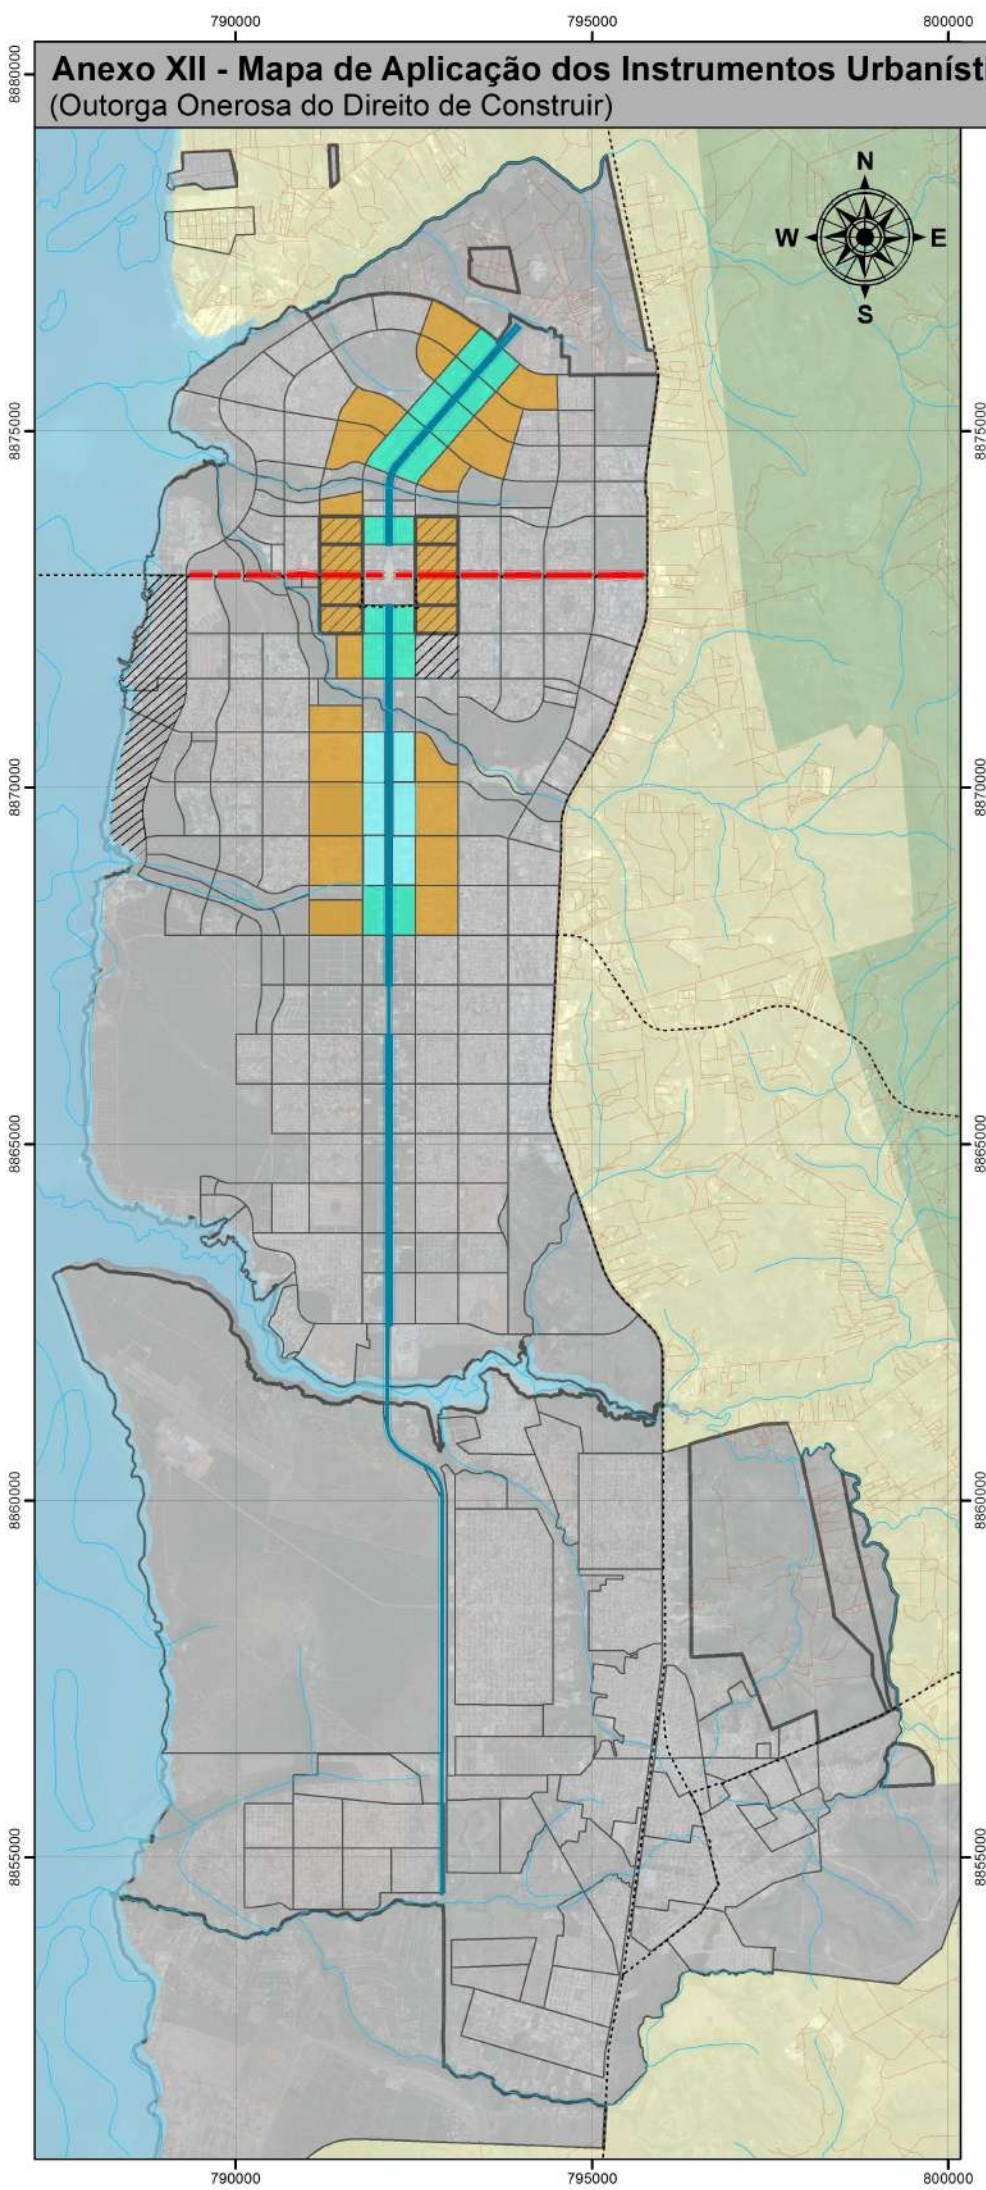 790000
795000
800000
Anexo XII - Mapa de Aplicação dos Instrumentos Urbanísti
(Outorga Onerosa do Direito de Construir)
N
W
E
S
8880000
8875000
8870000
8865000
8860000
8855000
8875000
8870000
8865000
8860000
8855000
790000
795000
800000